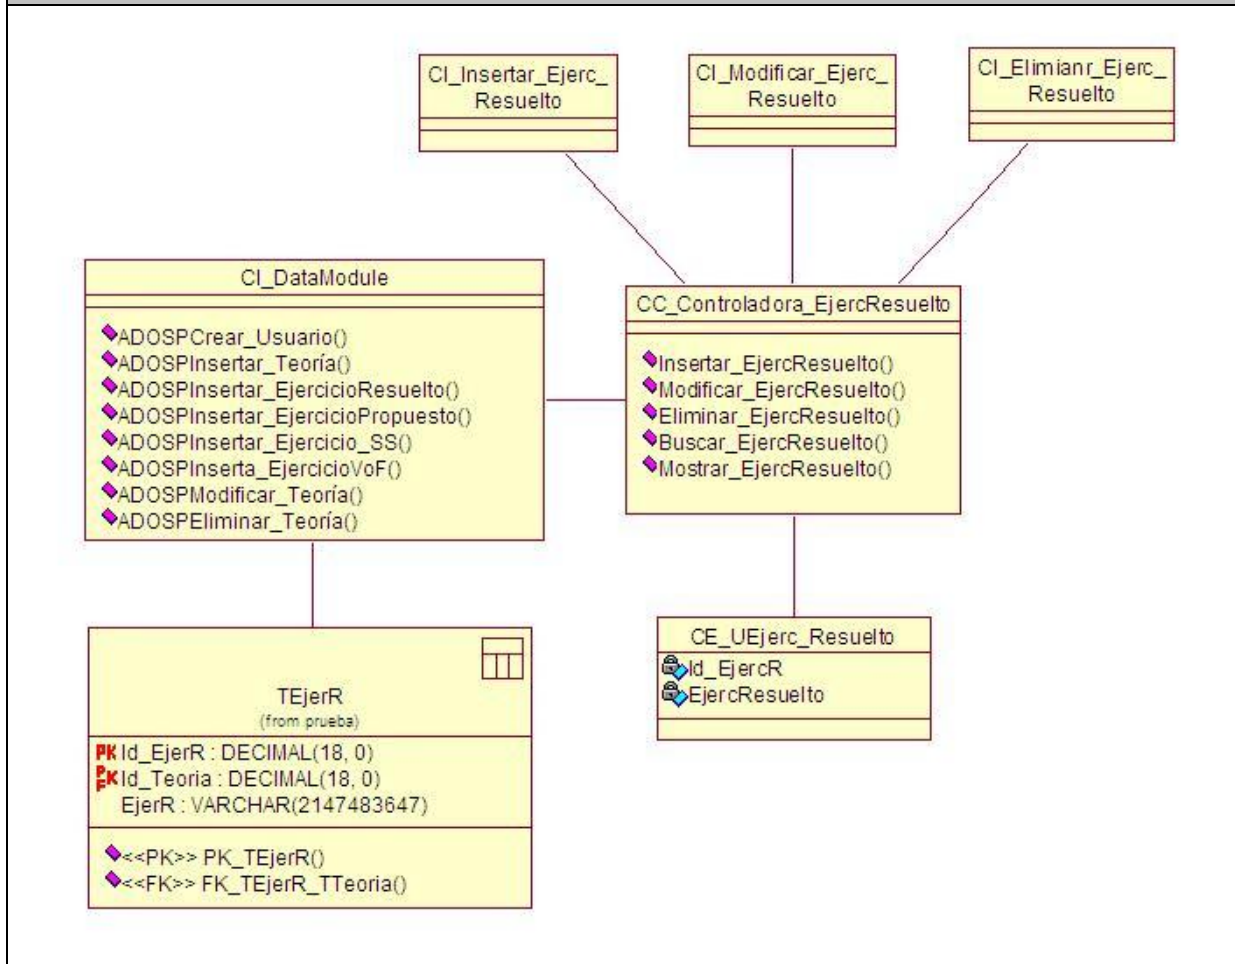 CI_Insertar_Ejerc_
Resuelto
CI_Modificar_Ejerc_
Resuelto
CI_Elimianr_Ejerc_
Resuelto
CI_DataModule
ADOSPCrear_Usuario()
ADOSPInsertar_Teoría()
ADOSPInsertar_EjercicioResuelto()
ADOSPInsertar_EjercicioPropuesto()
ADOSPInsertar_Ejercicio_SS()
ADOSPInserta_EjercicioVoF()
ADOSPModificar_Teoría()
ADOSPEliminar_Teoría()
CC_Controladora_EjercResuelto
Insertar_EjercResuelto()
Modificar_EjercResuelto()
Eliminar_EjercResuelto()
Buscar_EjercResuelto()
Mostrar_EjercResuelto()
TEjerR
(from prueba)
PK Id_EjerR : DECIMAL(18, 0)
PFK Id_Teoria : DECIMAL(18, 0)
EjerR : VARCHAR(2147483647)
<<PK>> PK_TEjerR()
<<FK>> FK_TEjerR_TTeoria()
CE_UEjerc_Resuelto
Id_EjercR
EjercResuelto